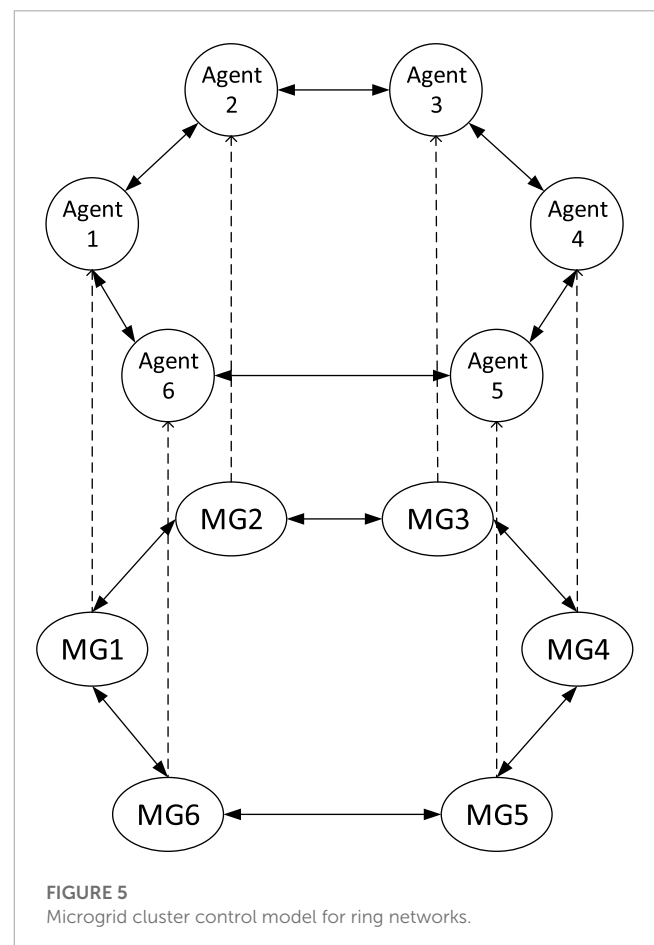 Agent
2
Agent
3
Agent
1
Agent
4
Agent
6
Agent
5
MG2
MG3
MG1
MG4
MG6
MG5
FIGURE 5
Microgrid cluster control model for ring networks.